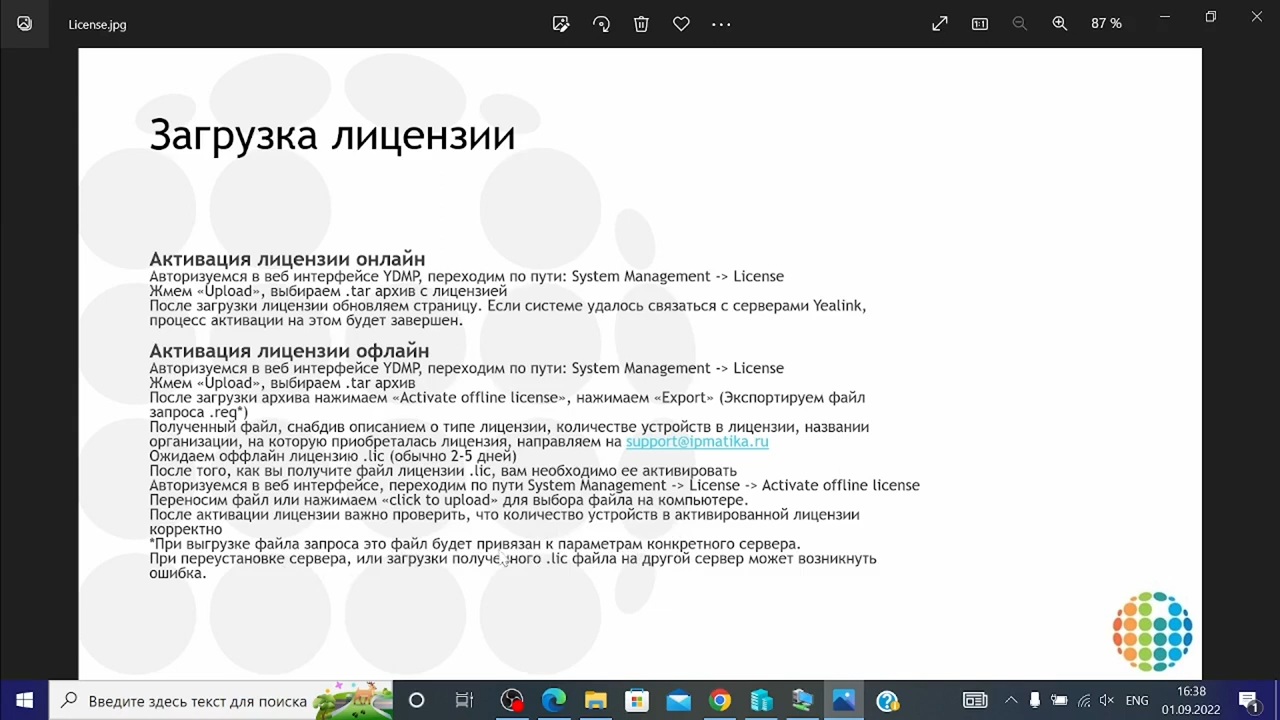 License.jpg
87 %
Загрузка лицензии
Активация лицензии онлайн
Авторизуемся в веб интерфейсе YDMP, переходим по пути: System Management -> License
Жмем «Upload», выбираем .tar архив с лицензией
После загрузки лицензии обновляем страницу. Если системе удалось связаться с серверами Yealink,
процесс активации на этом будет завершен.
Активация лицензии офлайн
Авторизуемся в веб интерфейсе YDMP, переходим по пути: System Management -> License
Жмем «Upload», выбираем .tar архив
После загрузки архива нажимаем «Activate offline license», нажимаем «Export» (Экспортируем файл
запроса .req*)
Полученный файл, снабдив описанием о типе лицензии, количестве устройств в лицензии, названии
организации, на которую приобреталась лицензия, направляем на support@ipmatika.ru
Ожидаем оффлайн лицензию .lic (обычно 2-5 дней)
После того, как вы получите файл лицензии .lic, вам необходимо ее активировать
Авторизуемся в веб интерфейсе, переходим по пути System Management -> License -> Activate offline license
Переносим файл или нажимаем «click to upload» для выбора файла на компьютере.
После активации лицензии важно проверить, что количество устройств в активированной лицензии
корректно
*При выгрузке файла запроса это файл будет привязан к параметрам конкретного сервера.
При переустановке сервера, или загрузки полученного .lic файла на другой сервер может возникнуть
ошибка.
Введите здесь текст для поиска
ENG
16:38
01.09.2022
1